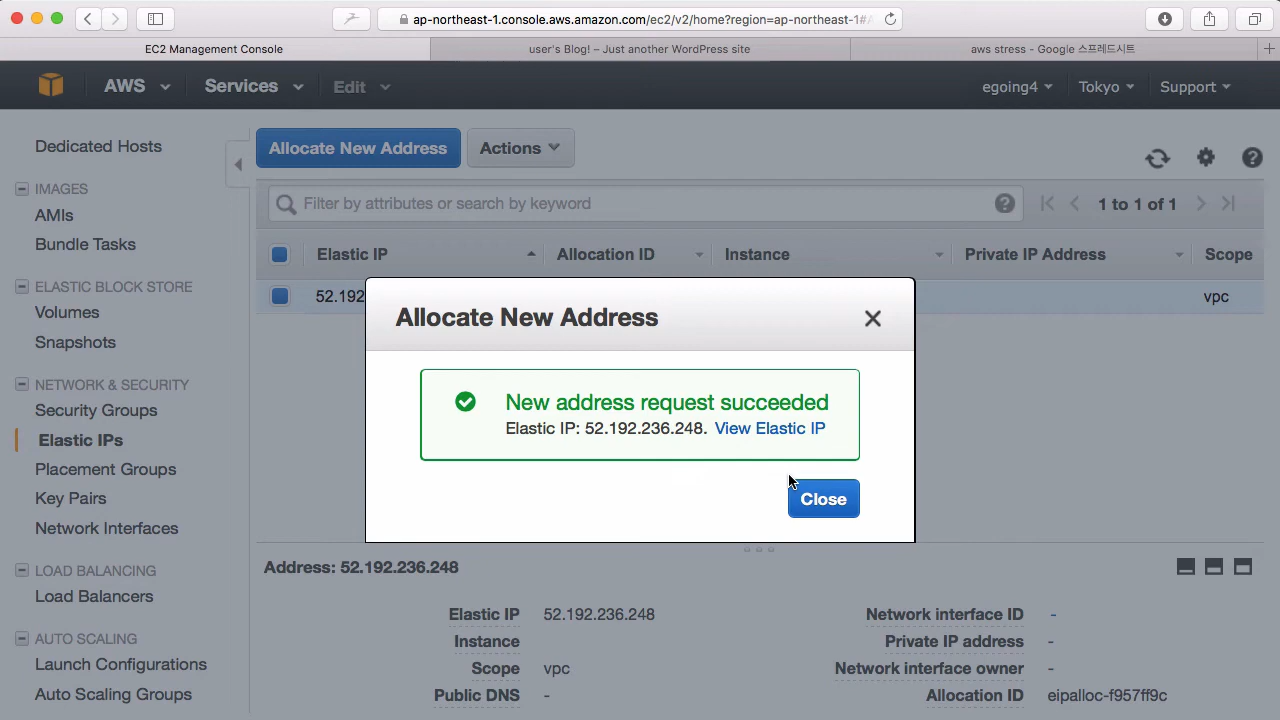 ap-northeast-1.console.aws.amazon.com/ec2/v2/home?region=ap-northeast-1#
EC2 Management Console
user's Blog! – Just another WordPress site
aws stress - Google 스프레드시트
AWS
Services
Edit
egoing4
Tokyo
Support
Dedicated Hosts
IMAGES
AMIs
Bundle Tasks
ELASTIC BLOCK STORE
Volumes
Snapshots
NETWORK & SECURITY
Security Groups
Elastic IPs
Placement Groups
Key Pairs
Network Interfaces
LOAD BALANCING
Load Balancers
AUTO SCALING
Launch Configurations
Auto Scaling Groups
Allocate New Address
Actions
Filter by attributes or search by keyword
1 to 1 of 1
Elastic IP
Allocation ID
Instance
Private IP Address
Scope
52.192
vpc
Allocate New Address
New address request succeeded
Elastic IP: 52.192.236.248. View Elastic IP
Close
Address: 52.192.236.248
Elastic IP 52.192.236.248
Instance
Scope vpc
Public DNS -
Network interface ID -
Private IP address -
Network interface owner -
Allocation ID eipalloc-f957ff9c